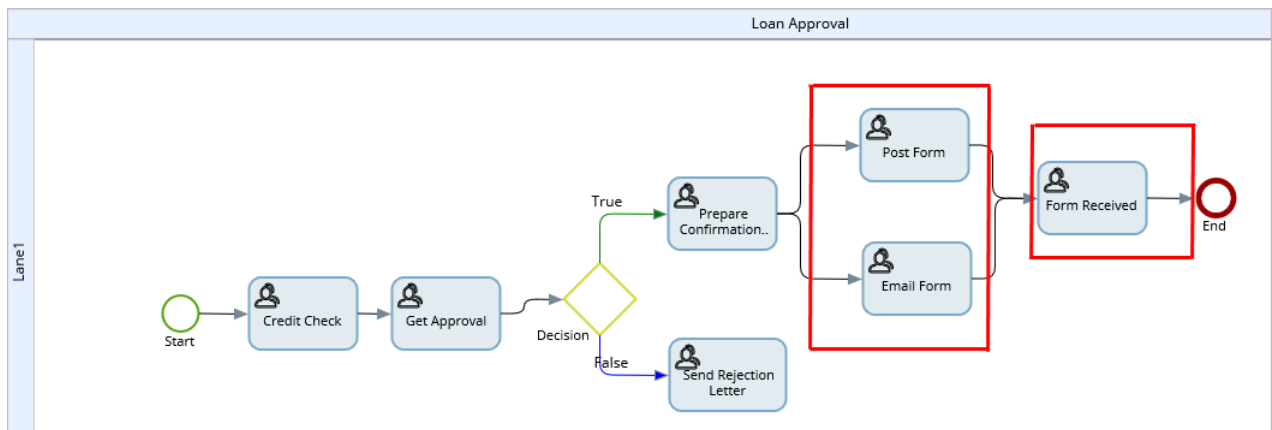 Loan Approval
Lane1
Start
Credit Check
Get Approval
Decision
True
False
Prepare
Confirmation..
Send Rejection
Letter
Post Form
Email Form
Form Received
End